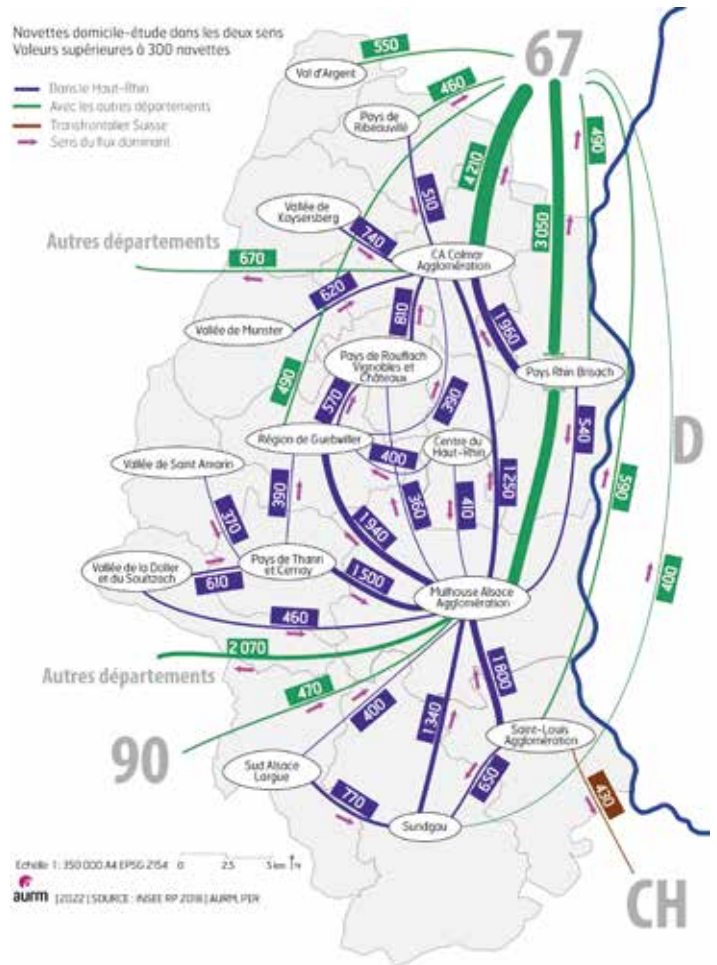 Navettes domicile-étude dans les deux sens
Valeurs supérieures à 300 navettes
Dans le Haut-Rhin
Avec les autres départements
Transfrontalier Suisse
Sens du flux dominant
67
550
Val d'Argent
460
Pays de
Ribeauvillé
490
4 210
510
3 050
Vallée de
Kaysersberg
740
Autres départements
670
CA Colmar
Agglomération
620
810
Vallée de Munster
1 960
Pays de Rouffach
Vignobles et
Châteaux
Pays Rhin Brisach
490
570
390
540
D
Région de Guebwiller
Centre du
Haut-Rhin
400
Vallée de Saint Amarin
1 250
590
390
360
410
370
1 940
Vallée de la Doller
et du Soultzbach
Pays de Thann
et Cernay
610
1 500
400
Mulhouse Alsace
Agglomération
460
2 070
Autres départements
470
1 800
400
1 340
90
Saint-Louis
Agglomération
Sud Alsace
Largue
650
770
430
Sundgau
Echelle 1: 350 000 A4 EPSG 2154 0 2.5 5 km N
CH
aurm | 2022 | SOURCE : INSEE RP 2018 | AURM, PER